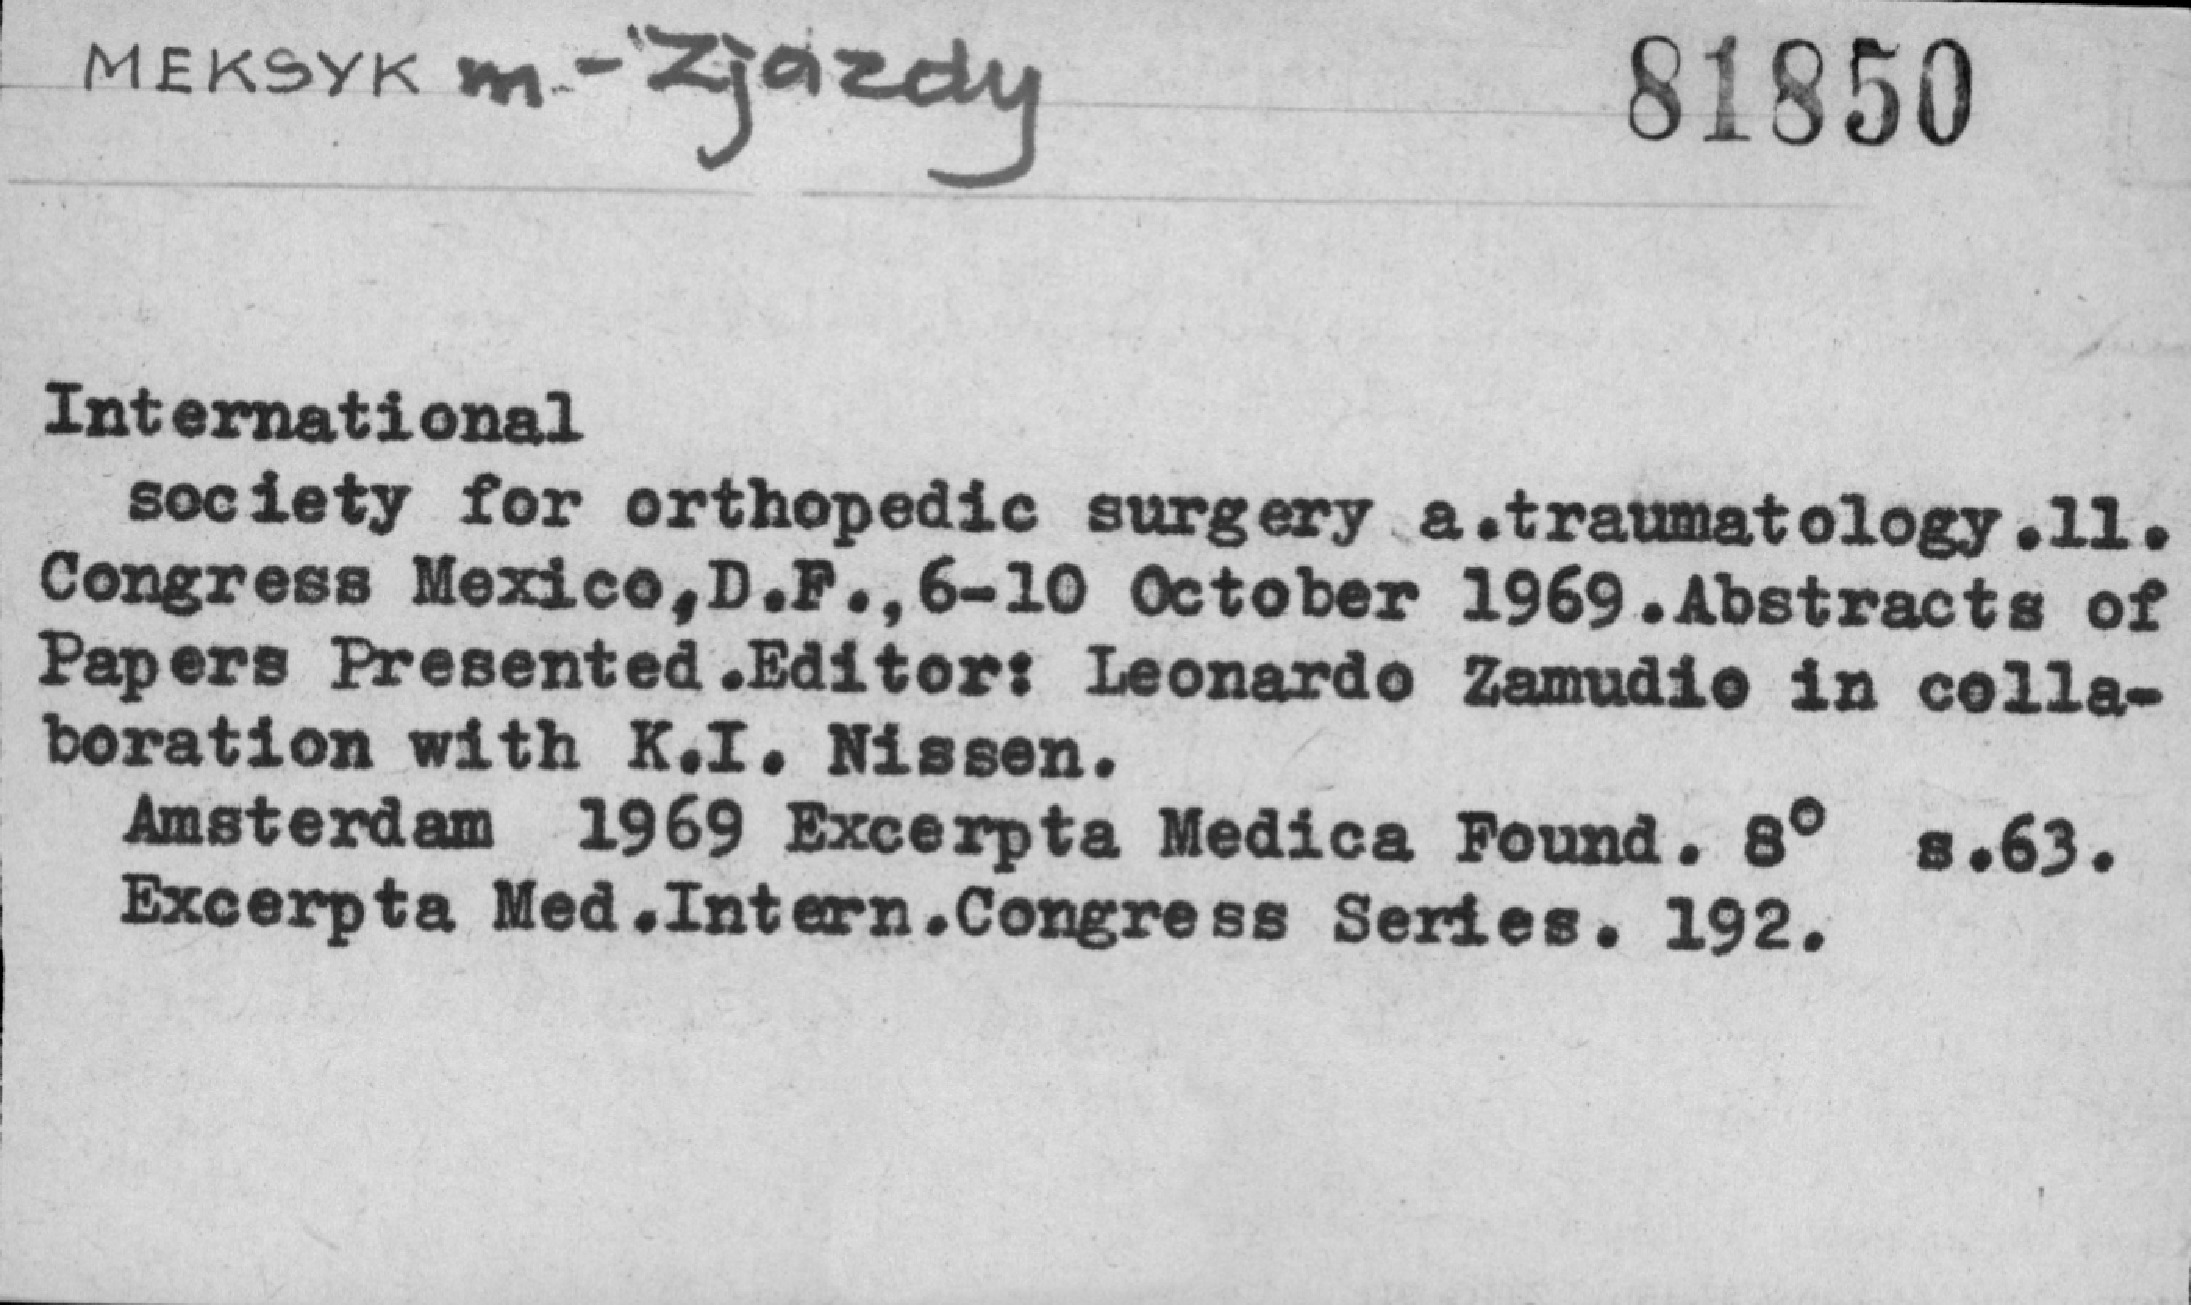 MEKSYK m - Zjazdy 81850
International
society for orthopedic surgery a.traumatology.11.
Congress Mexico,D.F.,6-10 October 1969.Abstracts of
Papers Presented.Editor: Leonardo Zamudio in colla-
boration with K.I. Nissen.
Amsterdam 1969 Excerpta Medica Found. 8° s.63.
Excerpta Med.Intern.Congress Series. 192.